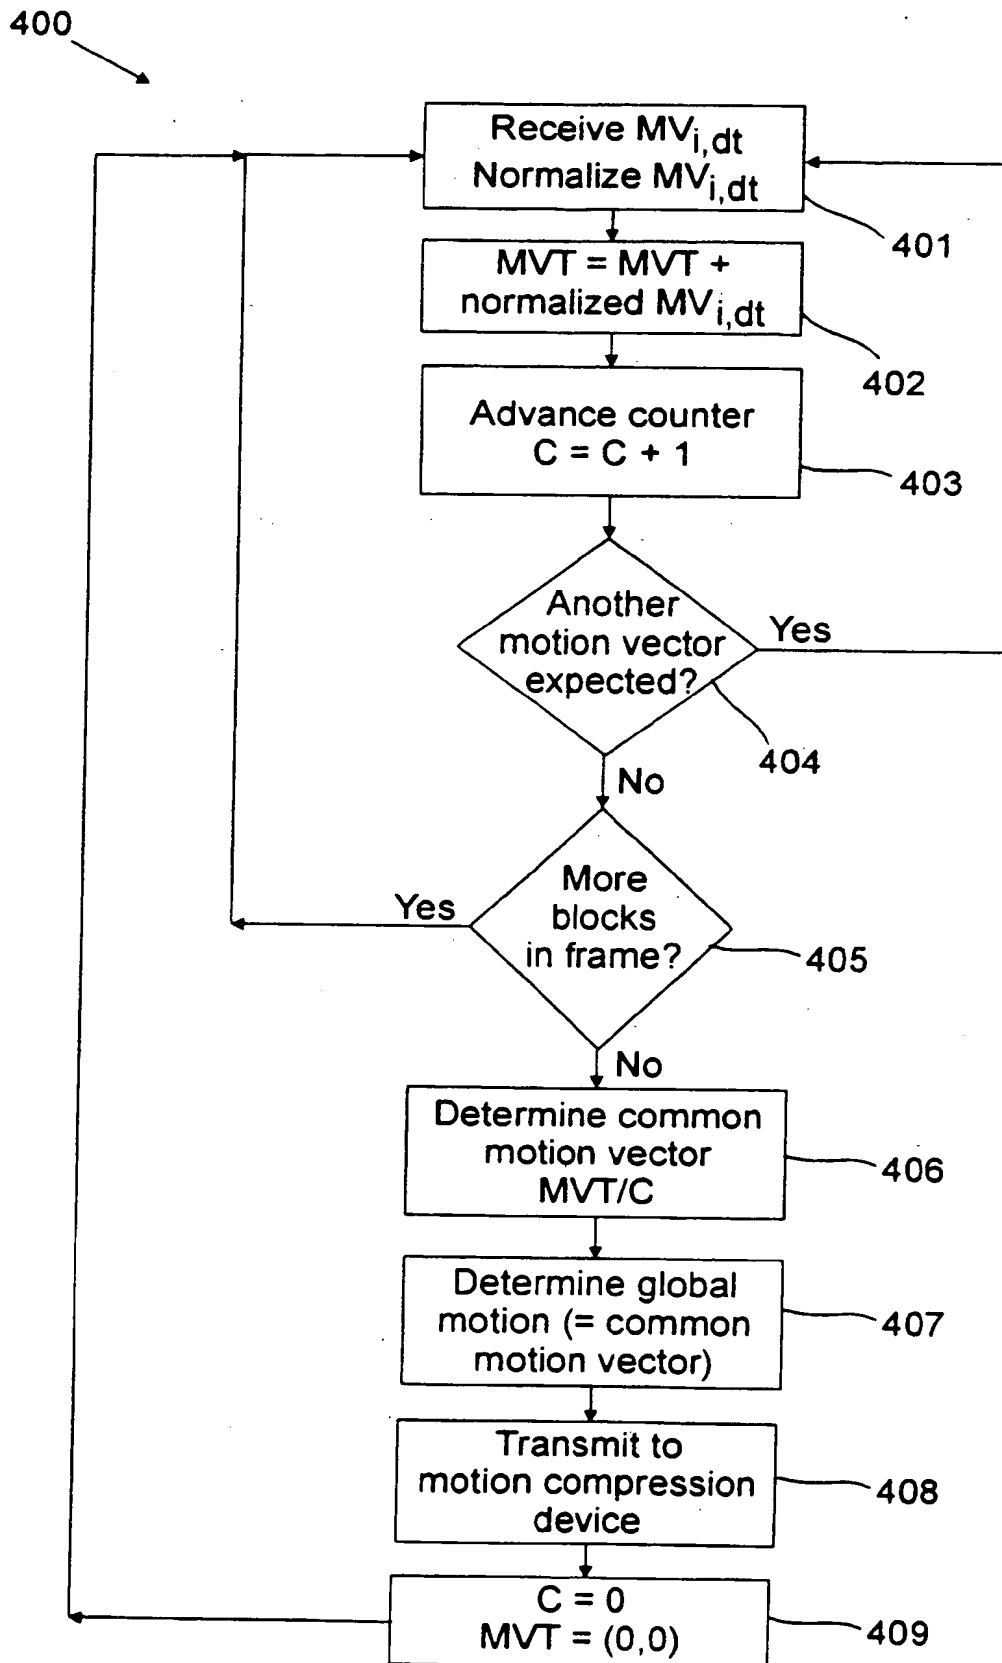 400
Receive MVi,dt
Normalize MVi,dt
401
MVT = MVT +
normalized MVi,dt
402
Advance counter
C = C + 1
403
Another
motion vector
expected?
Yes
404
No
More
blocks
in frame?
Yes
405
No
Determine common
motion vector
MVT/C
406
Determine global
motion (= common
motion vector)
407
Transmit to
motion compression
device
408
C = 0
MVT = (0,0)
409